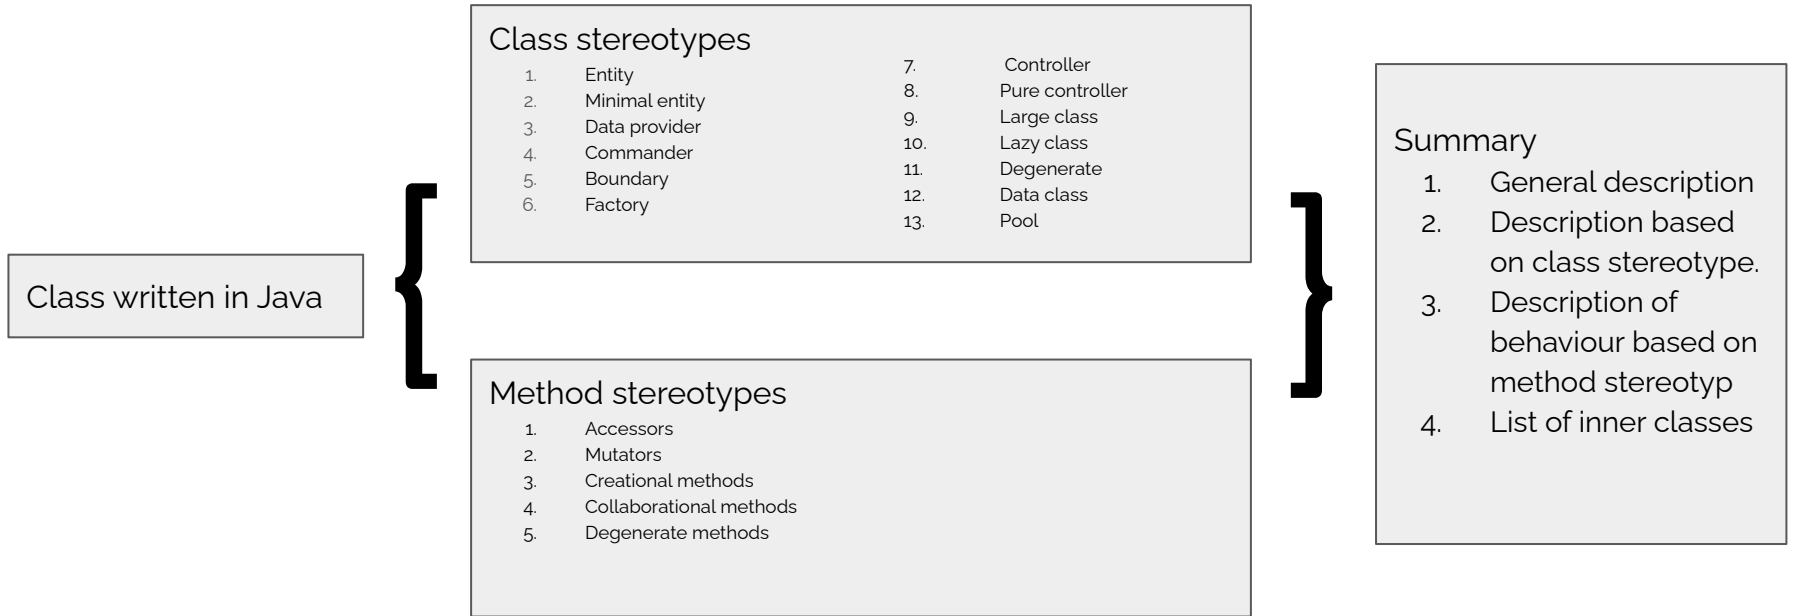 Class written in Java
Class stereotypes
1. Entity
2. Minimal entity
3. Data provider
4. Commander
5. Boundary
6. Factory
7. Controller
8. Pure controller
9. Large class
10. Lazy class
11. Degenerate
12. Data class
13. Pool
Method stereotypes
1. Accessors
2. Mutators
3. Creational methods
4. Collaborational methods
5. Degenerate methods
Summary
1. General description
2. Description based
on class stereotype.
3. Description of
behaviour based on
method stereotyp
4. List of inner classes